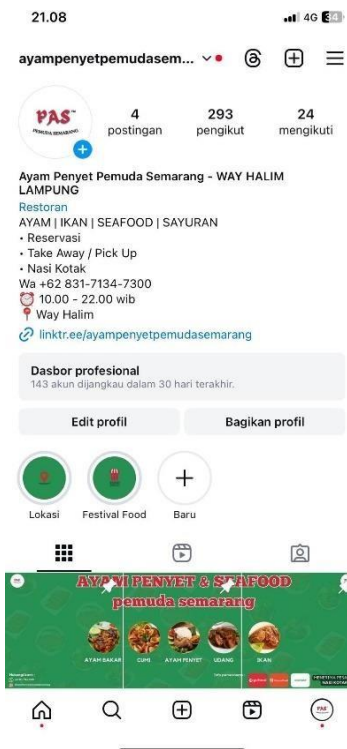 21.08
4G 34
ayampenyetpemudasem...
PAS™
PEMUDA SEMARANG
4
postingan
293
pengikut
24
mengikuti
Ayam Penyet Pemuda Semarang - WAY HALIM
LAMPUNG
Restoran
AYAM | IKAN | SEAFOOD | SAYURAN
• Reservasi
• Take Away / Pick Up
• Nasi Kotak
Wa +62 831-7134-7300
⏰ 10.00 - 22.00 wib
📍 Way Halim
linktr.ee/ayampenyetpemudasemarang
Dasbor profesional
143 akun dijangkau dalam 30 hari terakhir.
Edit profil
Bagikan profil
Lokasi
Festival Food
Baru
AYAM PENYET & SEAFOOD
pemuda semarang
AYAM BAKAR
CUMI
AYAM PENYET
UDANG
IKAN
NASI KOTAK
PAS